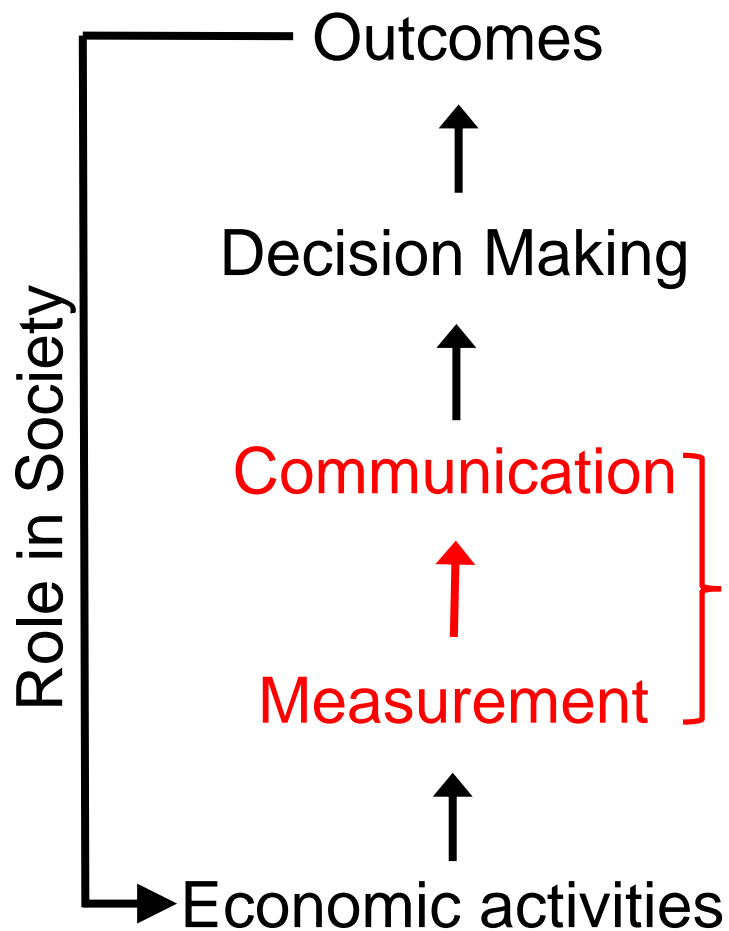 Outcomes
Decision Making
Communication
Measurement
Economic activities
Role in Society